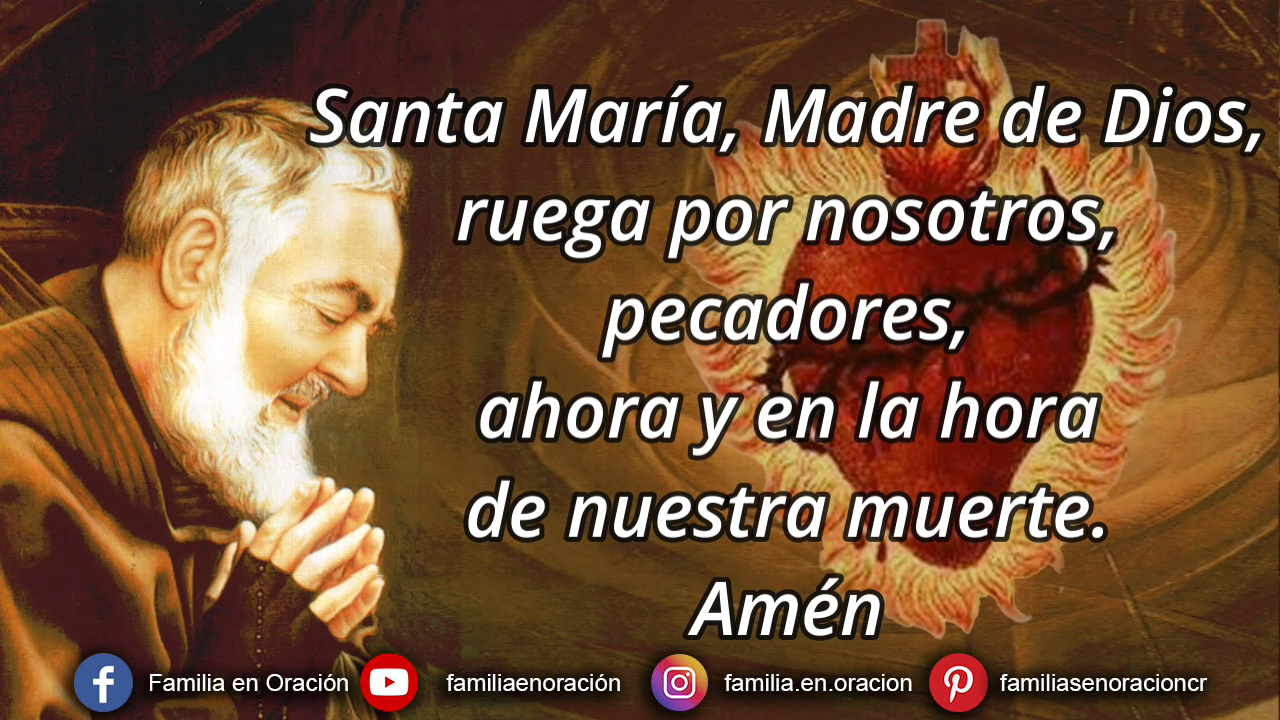 Santa María, Madre de Dios,
ruega por nosotros,
pecadores,
ahora y en la hora
de nuestra muerte.
Amén
Familia en Oración familiaenoración familia.en.oracion familiasenoracioncr